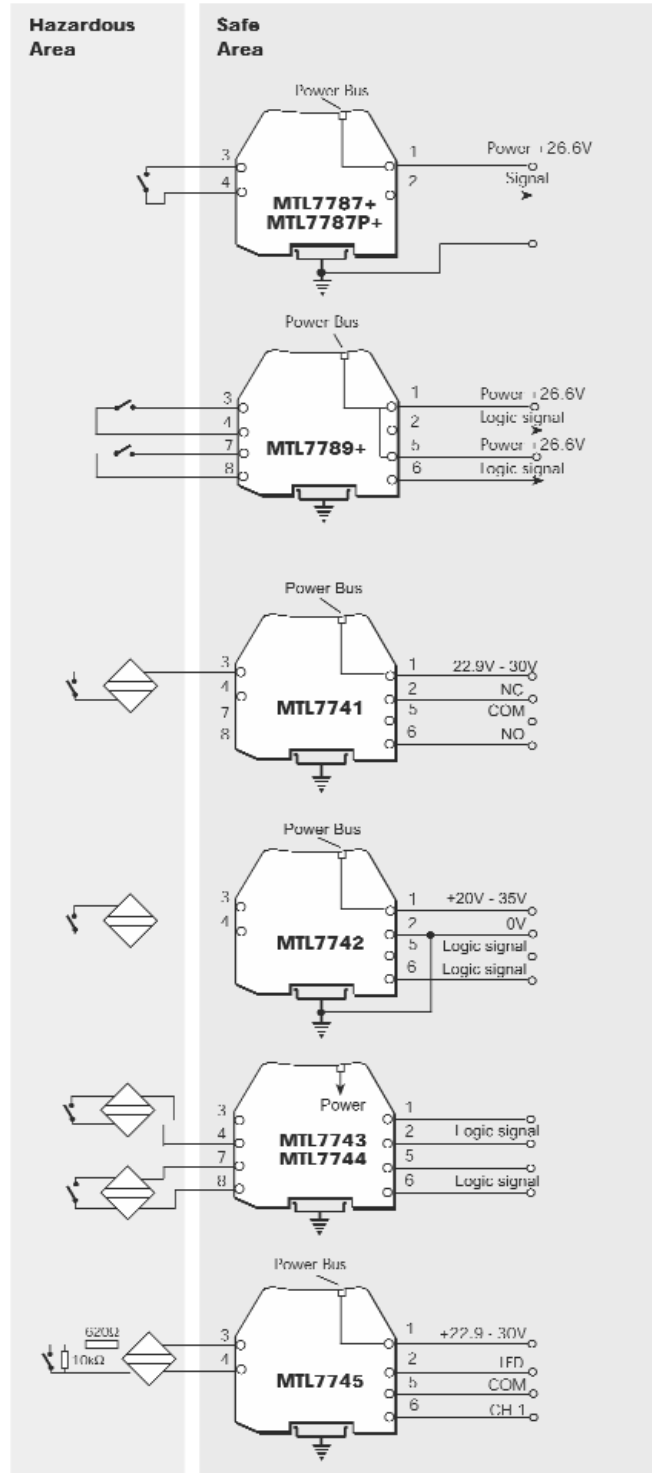 Hazardous Area
Safe Area
Power Bus
3
4
MTL7787+
MTL7787P+
1
2
Power +26.6V
Signal
Power Bus
3
4
7
8
MTL7789+
1
2
5
6
Power +26.6V
Logic signal
Power +26.6V
Logic signal
Power Bus
3
4
7
8
MTL7741
1
2
5
6
22.9V - 30V
NC
COM
NO
Power Bus
3
4
MTL7742
1
2
5
6
+20V - 35V
0V
Logic signal
Logic signal
Power
3
4
7
8
MTL7743
MTL7744
1
2
5
6
Logic signal
Logic signal
Power Bus
620Ω
10kΩ
3
4
MTL7745
1
2
5
6
+22.9 - 30V
LFD
COM
CH 1